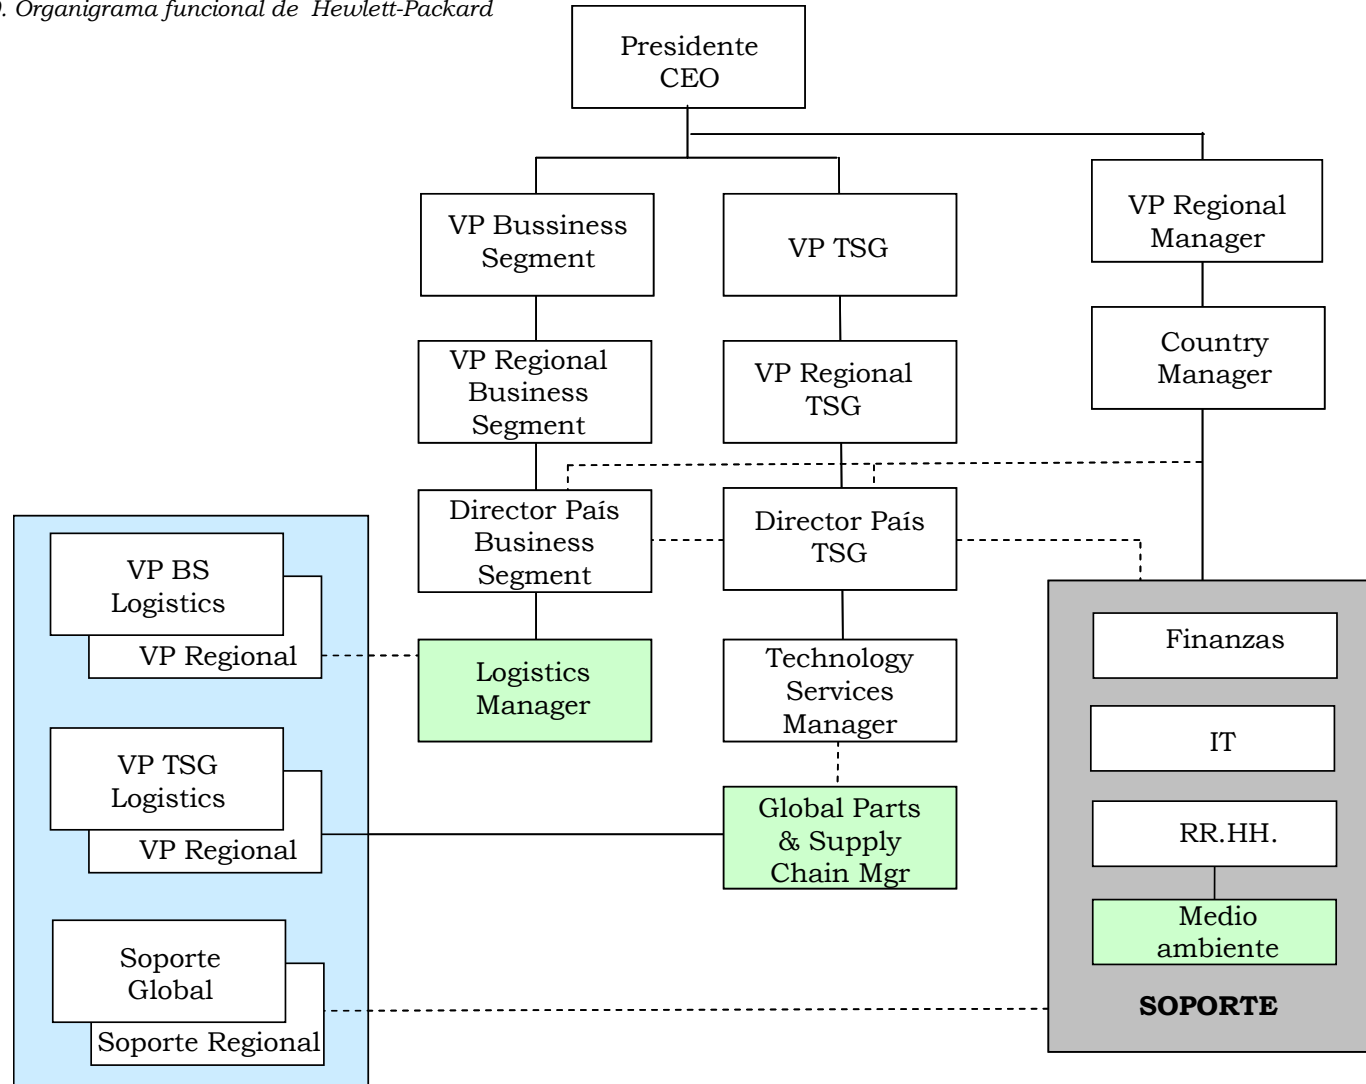 . Organigrama funcional de Hewlett-Packard
Presidente
CEO
VP Bussiness
Segment
VP TSG
VP Regional
Manager
VP Regional
Business
Segment
VP Regional
TSG
Country
Manager
Director País
Business
Segment
Director País
TSG
VP BS
Logistics
VP Regional
Logistics
Manager
Technology
Services
Manager
VP TSG
Logistics
VP Regional
Global Parts
& Supply
Chain Mgr
Soporte
Global
Soporte Regional
Finanzas
IT
RR.HH.
Medio
ambiente
SOPORTE